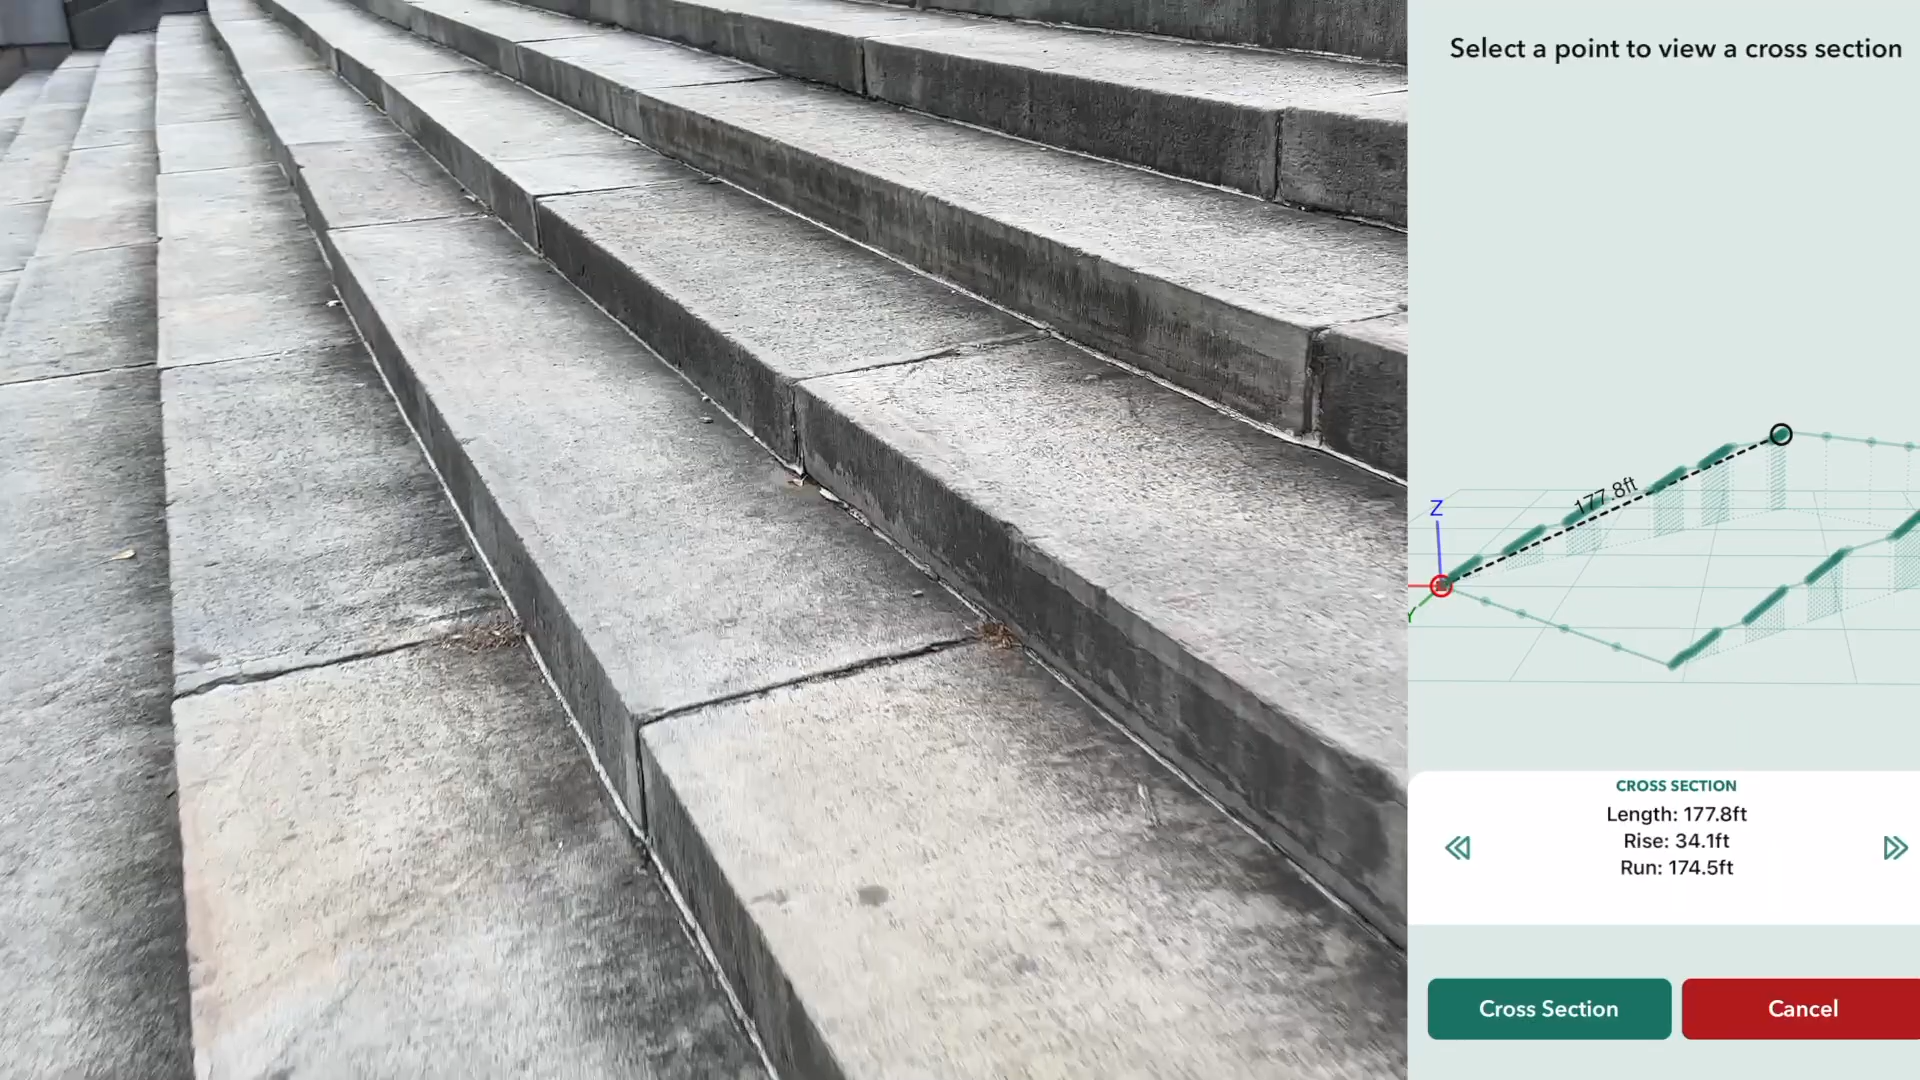 Select a point to view a cross section
177.8ft
Z
Y
CROSS SECTION
Length: 177.8ft
Rise: 34.1ft
Run: 174.5ft
Cross Section
Cancel